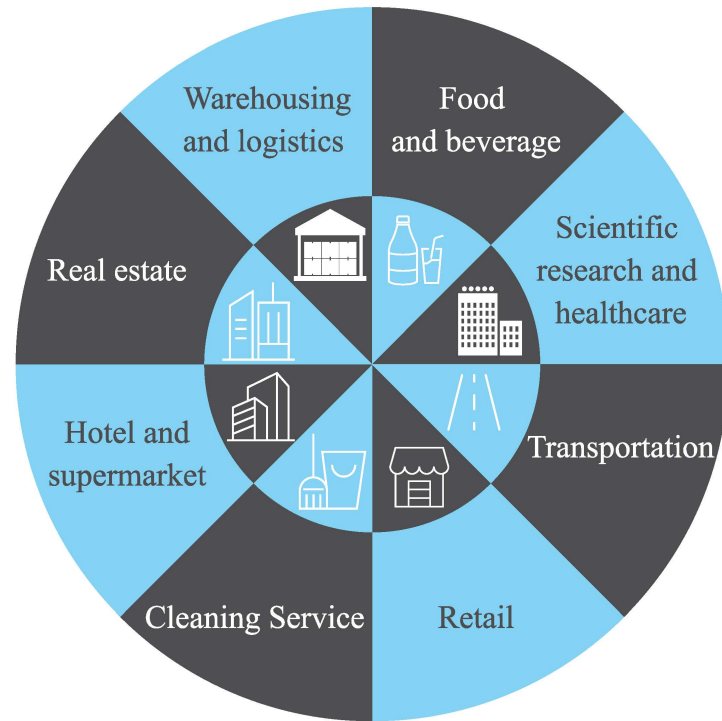 Warehousing
and logistics
Food
and beverage
Scientific
research and
healthcare
Real estate
Transportation
Hotel and
supermarket
Cleaning Service
Retail